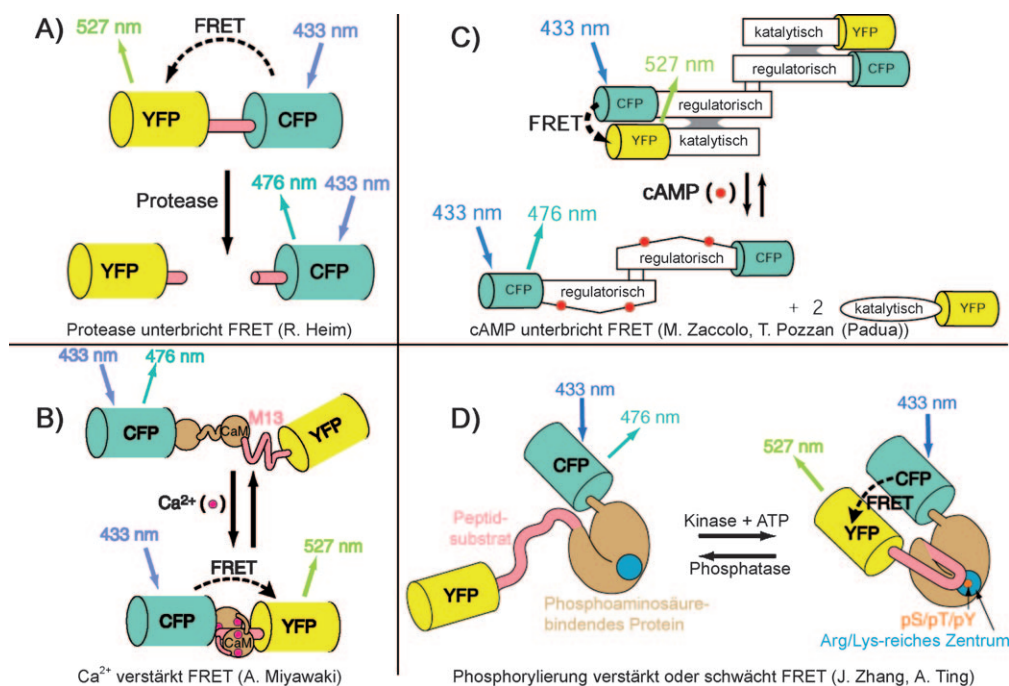 A)
FRET
527 nm
433 nm
YFP
CFP
Protease
476 nm
433 nm
YFP
CFP
Protease unterbricht FRET (R. Heim)
C)
katalytisch
YFP
regulatorisch
CFP
433 nm
527 nm
CFP
regulatorisch
FRET
YFP
katalytisch
cAMP (●)
433 nm
476 nm
regulatorisch
CFP
CFP
regulatorisch
+ 2
katalytisch
YFP
cAMP unterbricht FRET (M. Zaccolo, T. Pozzan (Padua))
B)
433 nm
476 nm
CFP
CaM
M13
YFP
Ca²⁺ (●)
433 nm
FRET
527 nm
CFP
CaM
YFP
Ca²⁺ verstärkt FRET (A. Miyawaki)
D)
433 nm
476 nm
CFP
Peptid-
substrat
YFP
Phosphoaminosäure-
bindendes Protein
Kinase + ATP
Phosphatase
433 nm
527 nm
CFP
FRET
YFP
pS/pT/pY
Arg/Lys-reiches Zentrum
Phosphorylierung verstärkt oder schwächt FRET (J. Zhang, A. Ting)